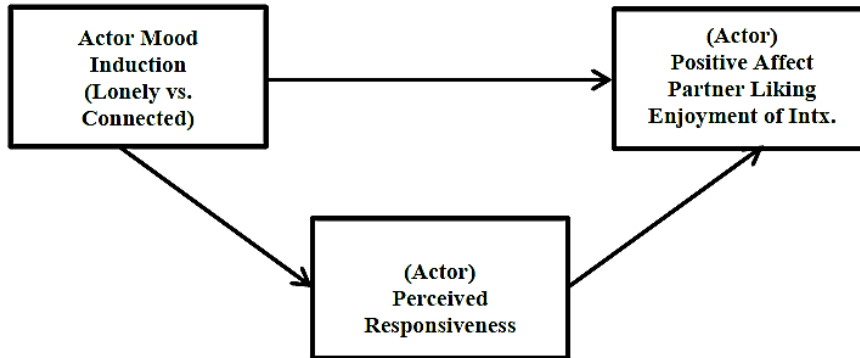 Actor Mood
Induction
(Lonely vs.
Connected)
(Actor)
Positive Affect
Partner Liking
Enjoyment of Intx.
(Actor)
Perceived
Responsiveness